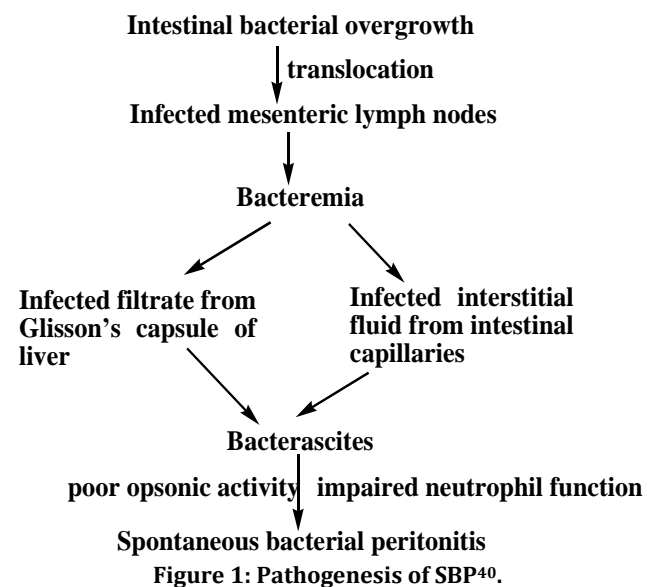 Intestinal bacterial overgrowth
translocation
Infected mesenteric lymph nodes
Bacteremia
Infected filtrate from
Glisson's capsule of
liver
Infected interstitial
fluid from intestinal
capillaries
Bacterascites
poor opsonic activity impaired neutrophil function
Spontaneous bacterial peritonitis
Figure 1: Pathogenesis of SBP⁴⁰.